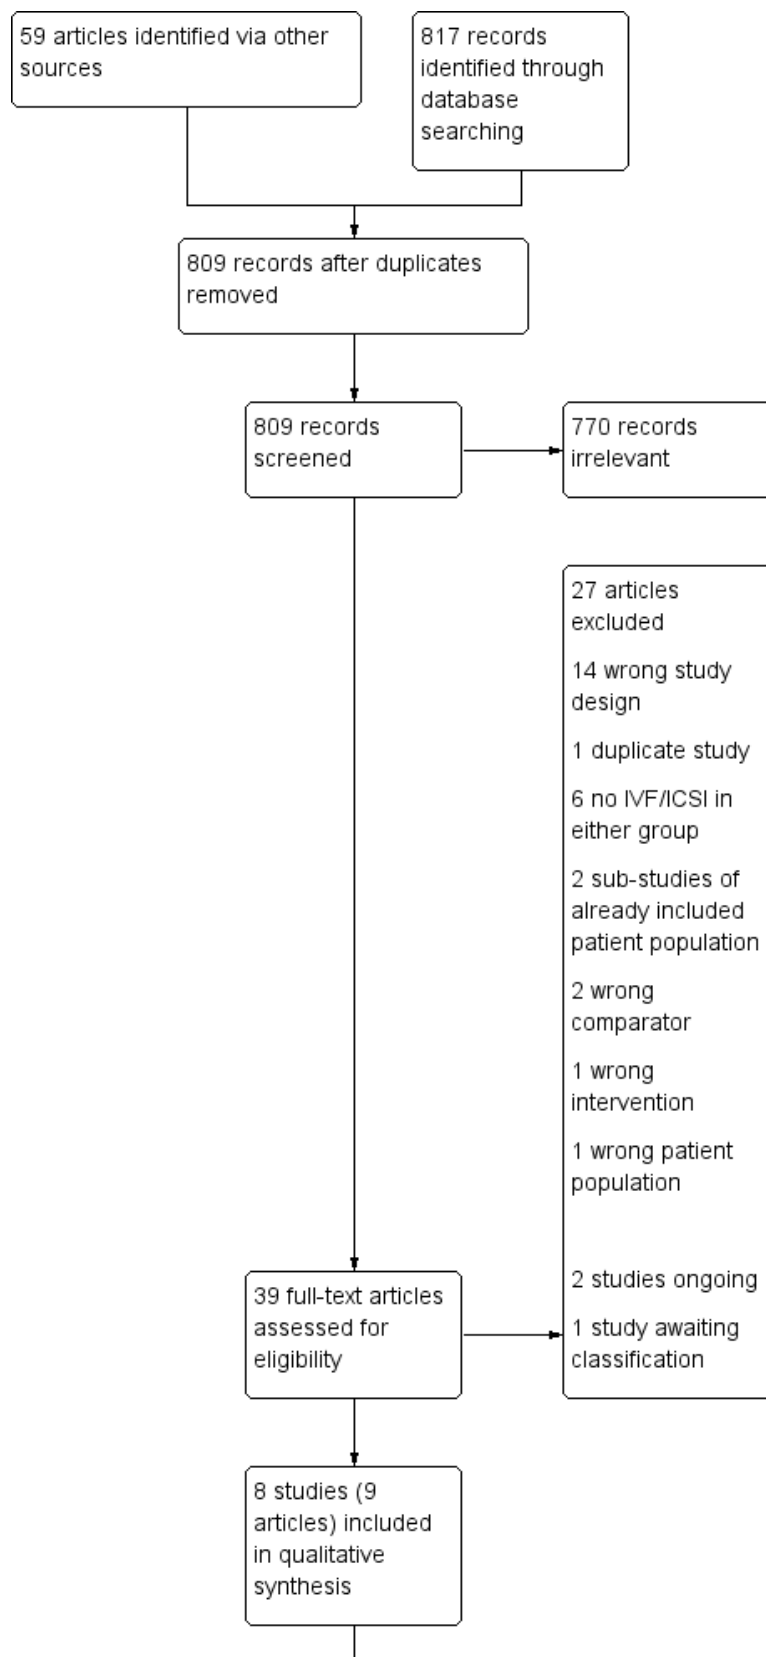 59 articles identified via other
sources
817 records
identified through
database
searching
809 records after duplicates
removed
809 records
screened
770 records
irrelevant
27 articles
excluded
14 wrong study
design
1 duplicate study
6 no IVF/ICSI in
either group
2 sub-studies of
already included
patient population
2 wrong
comparator
1 wrong
intervention
1 wrong patient
population
2 studies ongoing
1 study awaiting
classification
39 full-text articles
assessed for
eligibility
8 studies (9
articles) included
in qualitative
synthesis